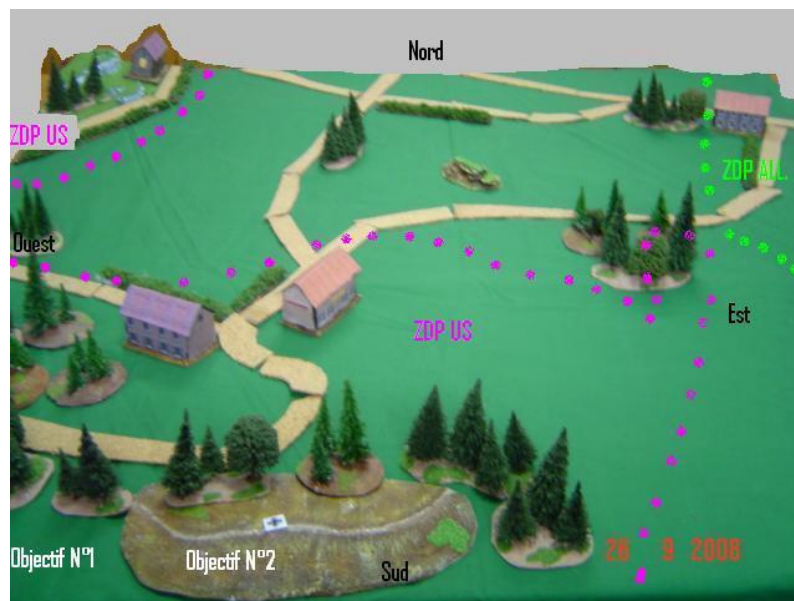 Nord
ZDP US
ZDP ALL.
Ouest
Est
ZDP US
26 9 2008
Objectif N°1
Objectif N°2
Sud